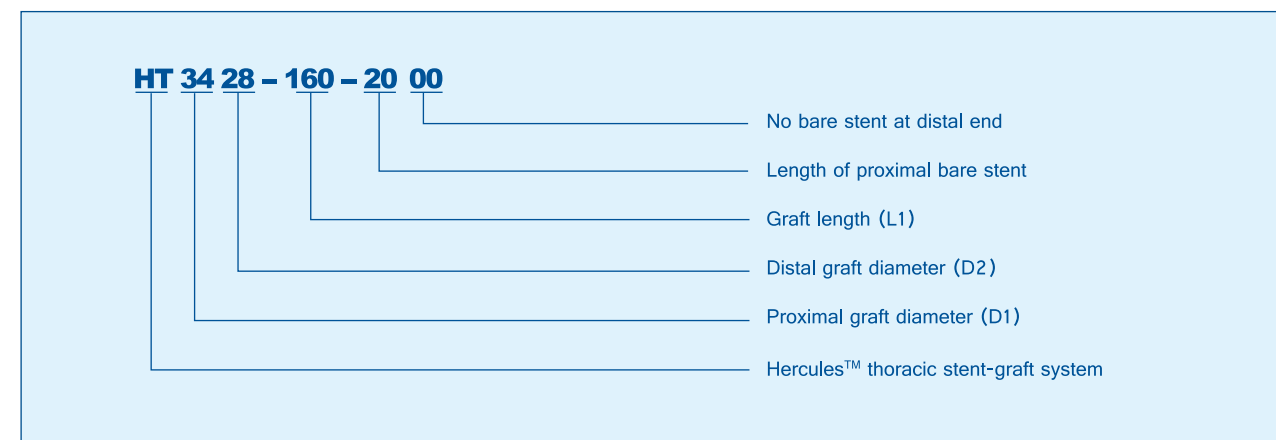 HT 34 28 – 160 – 20 00
No bare stent at distal end
Length of proximal bare stent
Graft length (L1)
Distal graft diameter (D2)
Proximal graft diameter (D1)
Hercules™ thoracic stent-graft system